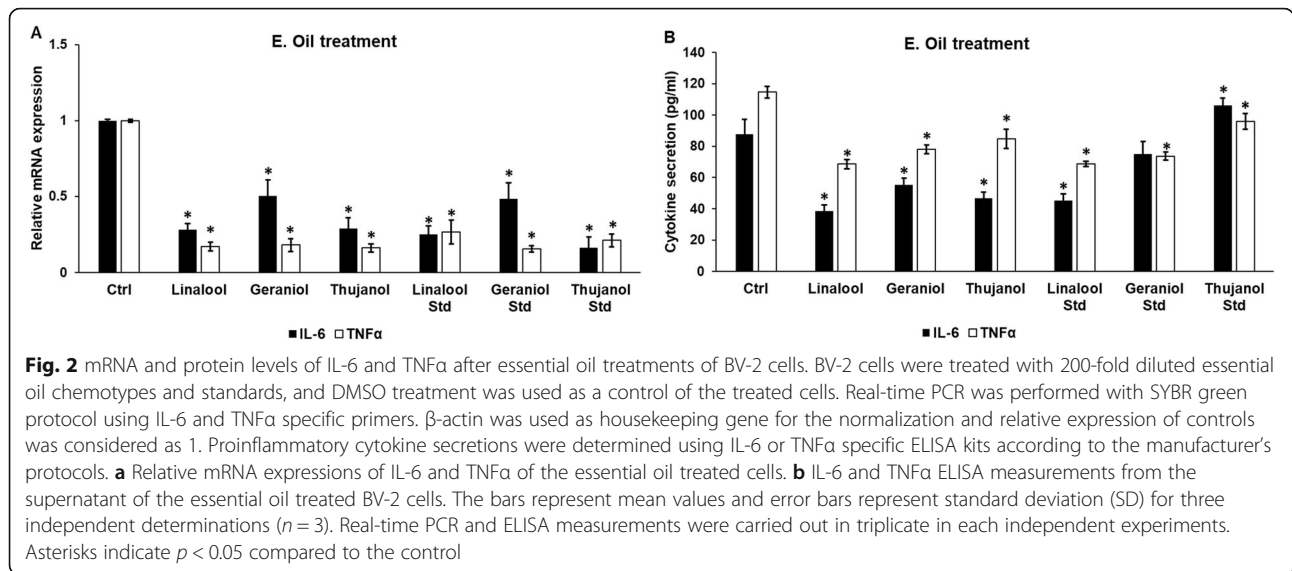 A
E. Oil treatment
Relative mRNA expression
1.5
1
0.5
0
* * * * * * * * * * * *
Ctrl Linalool Geraniol Thujanol Linalool Std Geraniol Std Thujanol Std
■IL-6 □TNFα
B
E. Oil treatment
Cytokine secretion (pg/ml)
140
120
100
80
60
40
20
0
* * * * * * * * * * *
Ctrl Linalool Geraniol Thujanol Linalool Std Geraniol Std Thujanol Std
■IL-6 □TNFα
Fig. 2 mRNA and protein levels of IL-6 and TNFα after essential oil treatments of BV-2 cells. BV-2 cells were treated with 200-fold diluted essential
oil chemotypes and standards, and DMSO treatment was used as a control of the treated cells. Real-time PCR was performed with SYBR green
protocol using IL-6 and TNFα specific primers. β-actin was used as housekeeping gene for the normalization and relative expression of controls
was considered as 1. Proinflammatory cytokine secretions were determined using IL-6 or TNFα specific ELISA kits according to the manufacturer's
protocols. a Relative mRNA expressions of IL-6 and TNFα of the essential oil treated cells. b IL-6 and TNFα ELISA measurements from the
supernatant of the essential oil treated BV-2 cells. The bars represent mean values and error bars represent standard deviation (SD) for three
independent determinations (n = 3). Real-time PCR and ELISA measurements were carried out in triplicate in each independent experiments.
Asterisks indicate p < 0.05 compared to the control